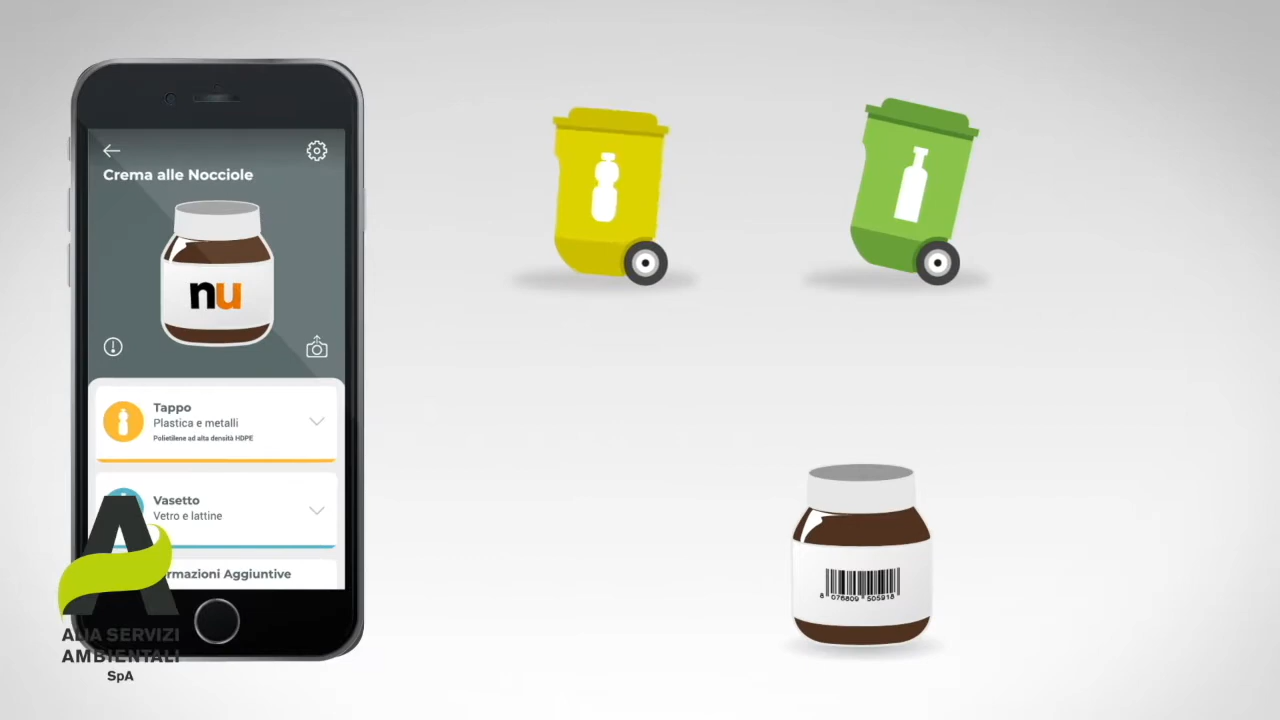 Crema alle Nocciole
nu
Tappo
Plastica e metalli
Polietilene ad alta densità HDPE
Vasetto
Vetro e lattine
rmazioni Aggiuntive
ALIA SERVIZI
AMBIENTALI
SpA
8 076809 505918